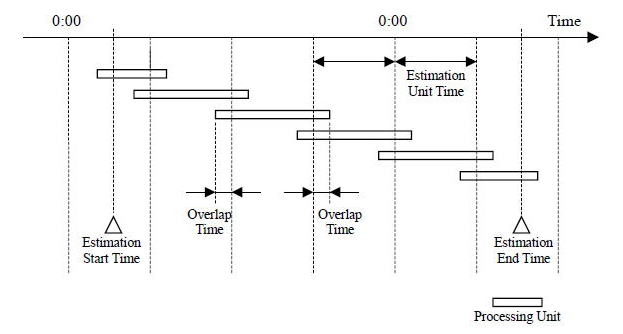 0:00
0:00
Time
Estimation
Unit Time
Overlap
Time
Overlap
Time
Estimation
Start Time
Estimation
End Time
Processing Unit